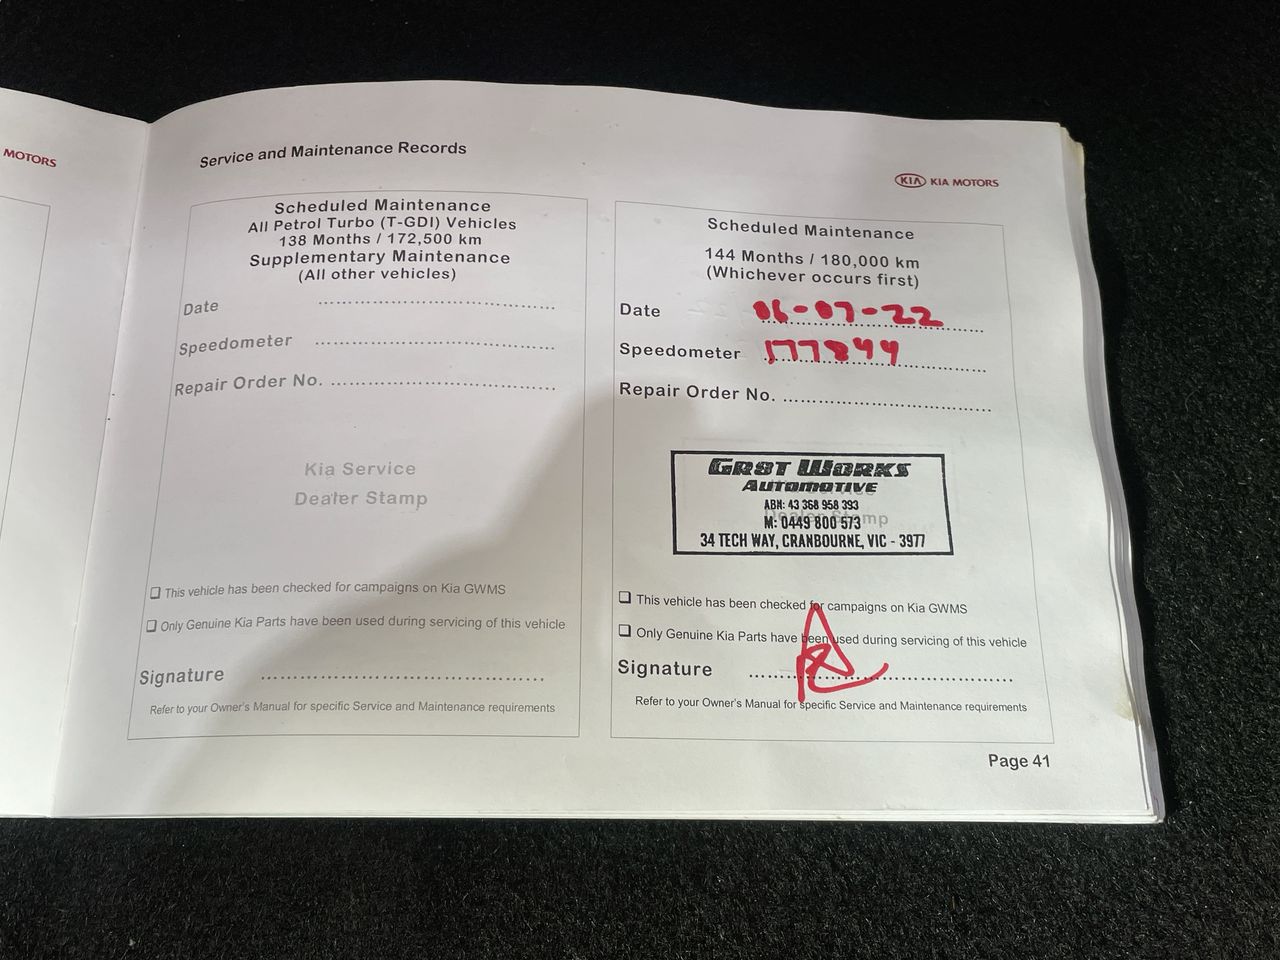 MOTORS
Service and Maintenance Records
KIA KIA MOTORS
Scheduled Maintenance
All Petrol Turbo (T-GDI) Vehicles
138 Months / 172,500 km
Supplementary Maintenance
(All other vehicles)
Date
Speedometer
Repair Order No.
Kia Service
Dealer Stamp
This vehicle has been checked for campaigns on Kia GWMS
Only Genuine Kia Parts have been used during servicing of this vehicle
Signature
Refer to your Owner's Manual for specific Service and Maintenance requirements
Scheduled Maintenance
144 Months / 180,000 km
(Whichever occurs first)
Date 06-07-22
Speedometer 177844
Repair Order No.
GR8T WORKS
AUTOMOTIVE
ABN: 43 368 958 393
M: 0449 800 573
Dealer Stamp
34 TECH WAY, CRANBOURNE, VIC - 3977
This vehicle has been checked for campaigns on Kia GWMS
Only Genuine Kia Parts have been used during servicing of this vehicle
Signature
Refer to your Owner's Manual for specific Service and Maintenance requirements
Page 41